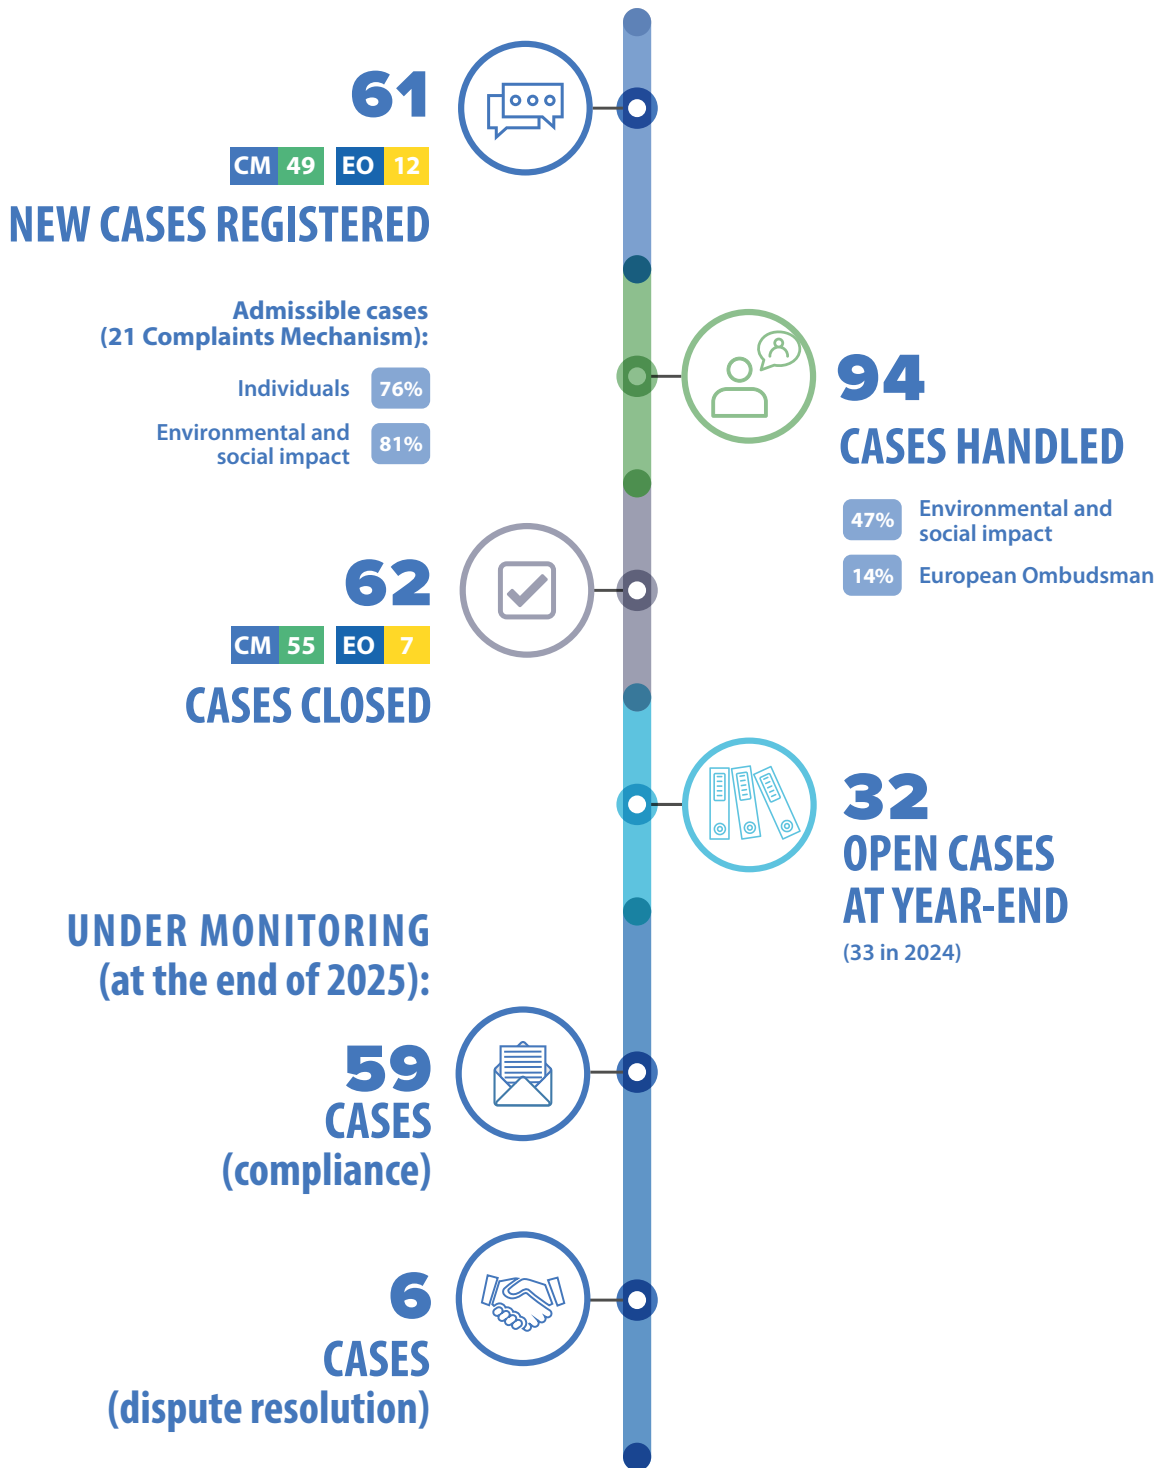 61
CM 49 EO 12
NEW CASES REGISTERED
Admissible cases
(21 Complaints Mechanism):
Individuals 76%
Environmental and
social impact 81%
94
CASES HANDLED
47% Environmental and
social impact
14% European Ombudsman
62
CM 55 EO 7
CASES CLOSED
32
OPEN CASES
AT YEAR-END
(33 in 2024)
UNDER MONITORING
(at the end of 2025):
59
CASES
(compliance)
6
CASES
(dispute resolution)